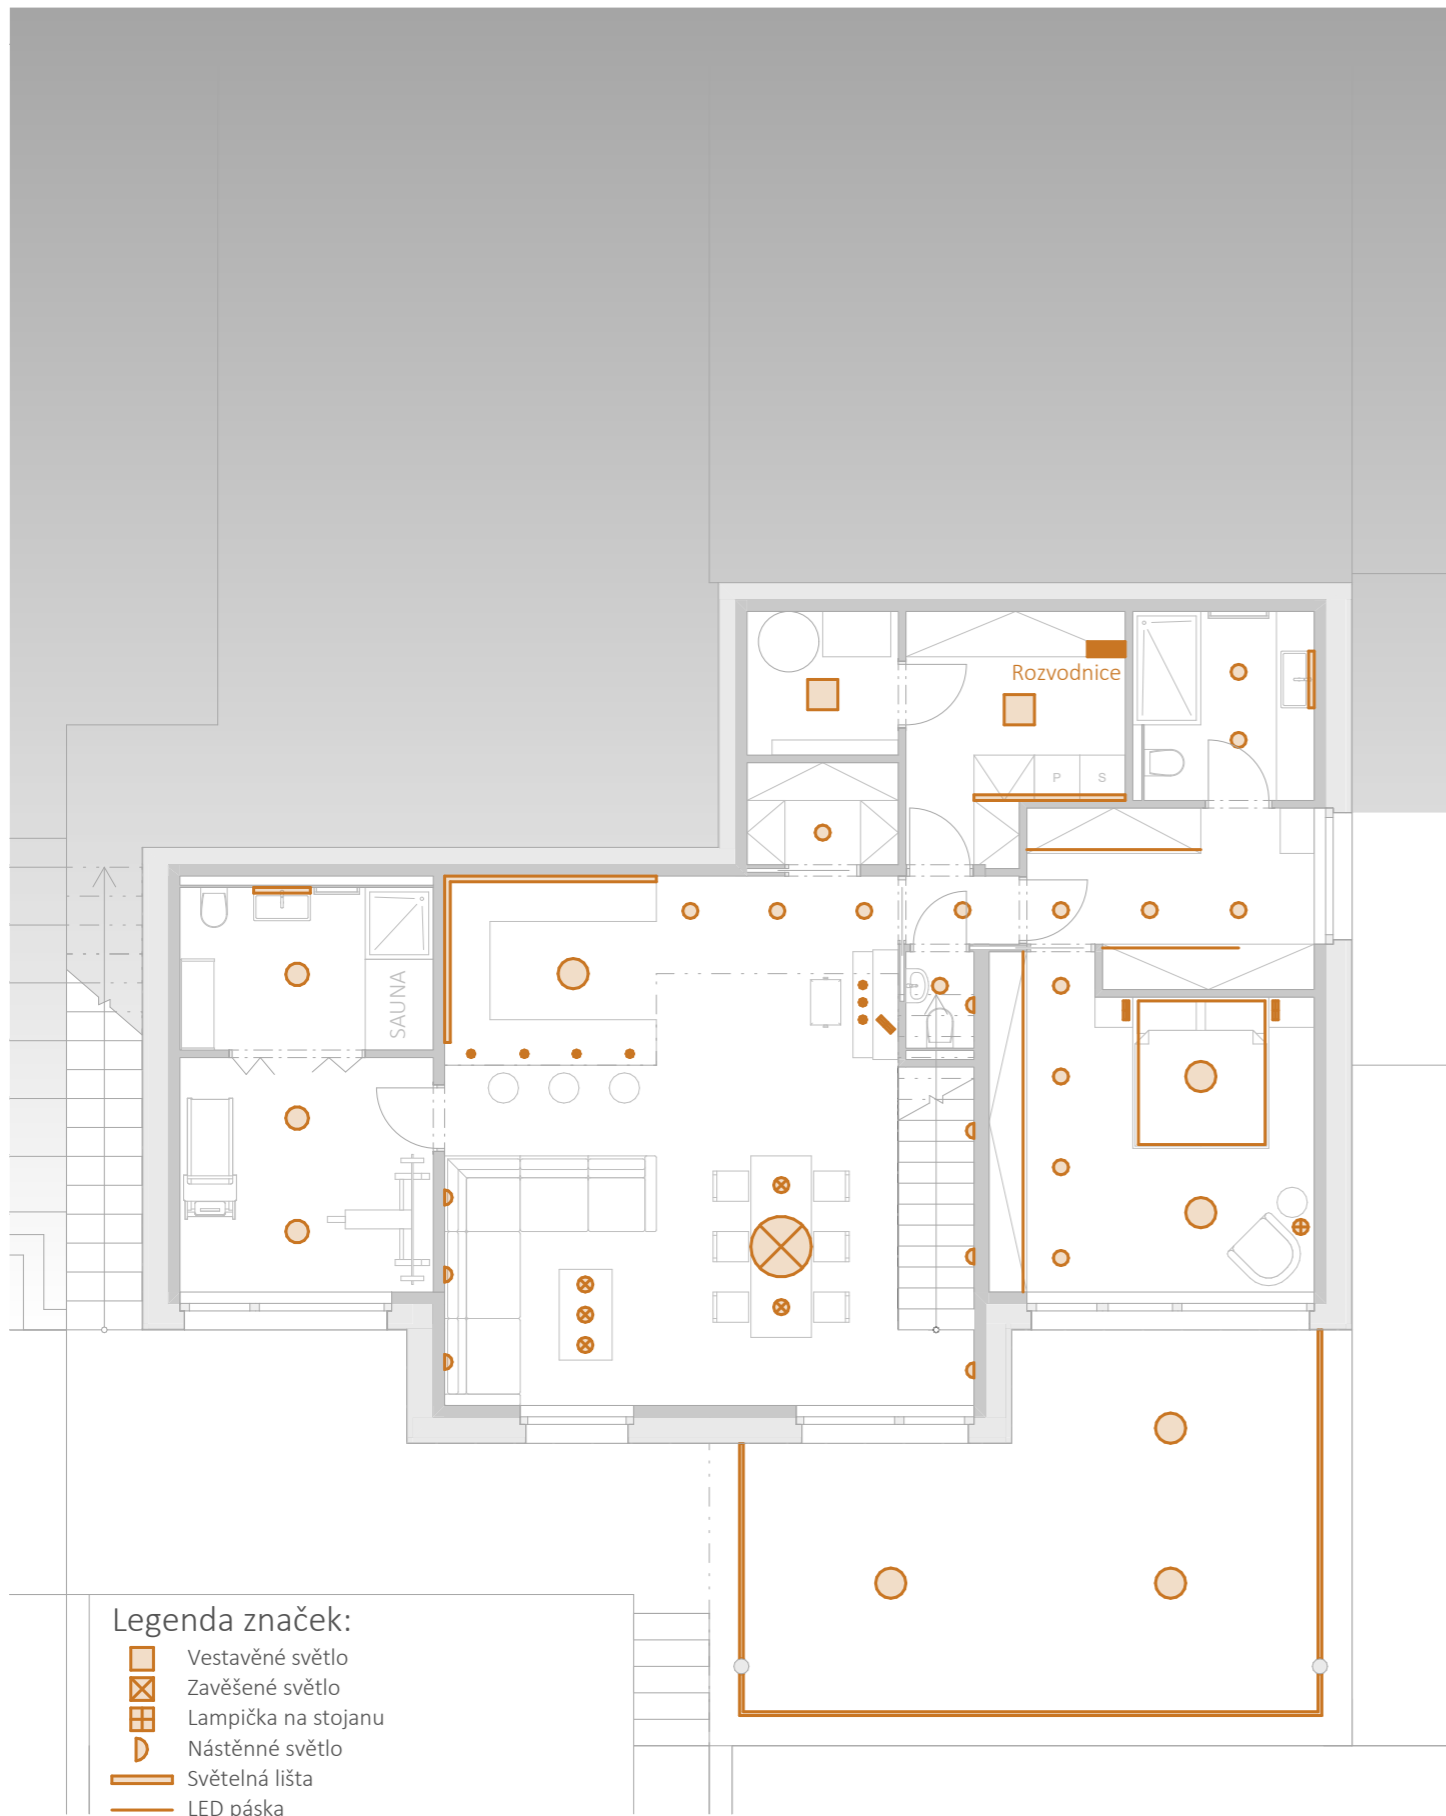 Rozvodnice
P S
SAUNA
Legenda značek:
Vestavěné světlo
Zavěšené světlo
Lampička na stojanu
Nástěnné světlo
Světelná lišta
LED páska